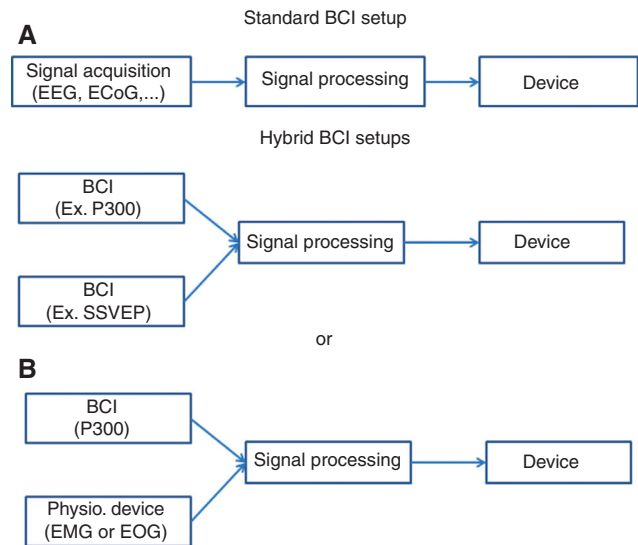 Standard BCI setup
A
Signal acquisition
(EEG, ECoG,...)
Signal processing
Device
Hybrid BCI setups
BCI
(Ex. P300)
Signal processing
Device
BCI
(Ex. SSVEP)
or
B
BCI
(P300)
Signal processing
Device
Physio. device
(EMG or EOG)